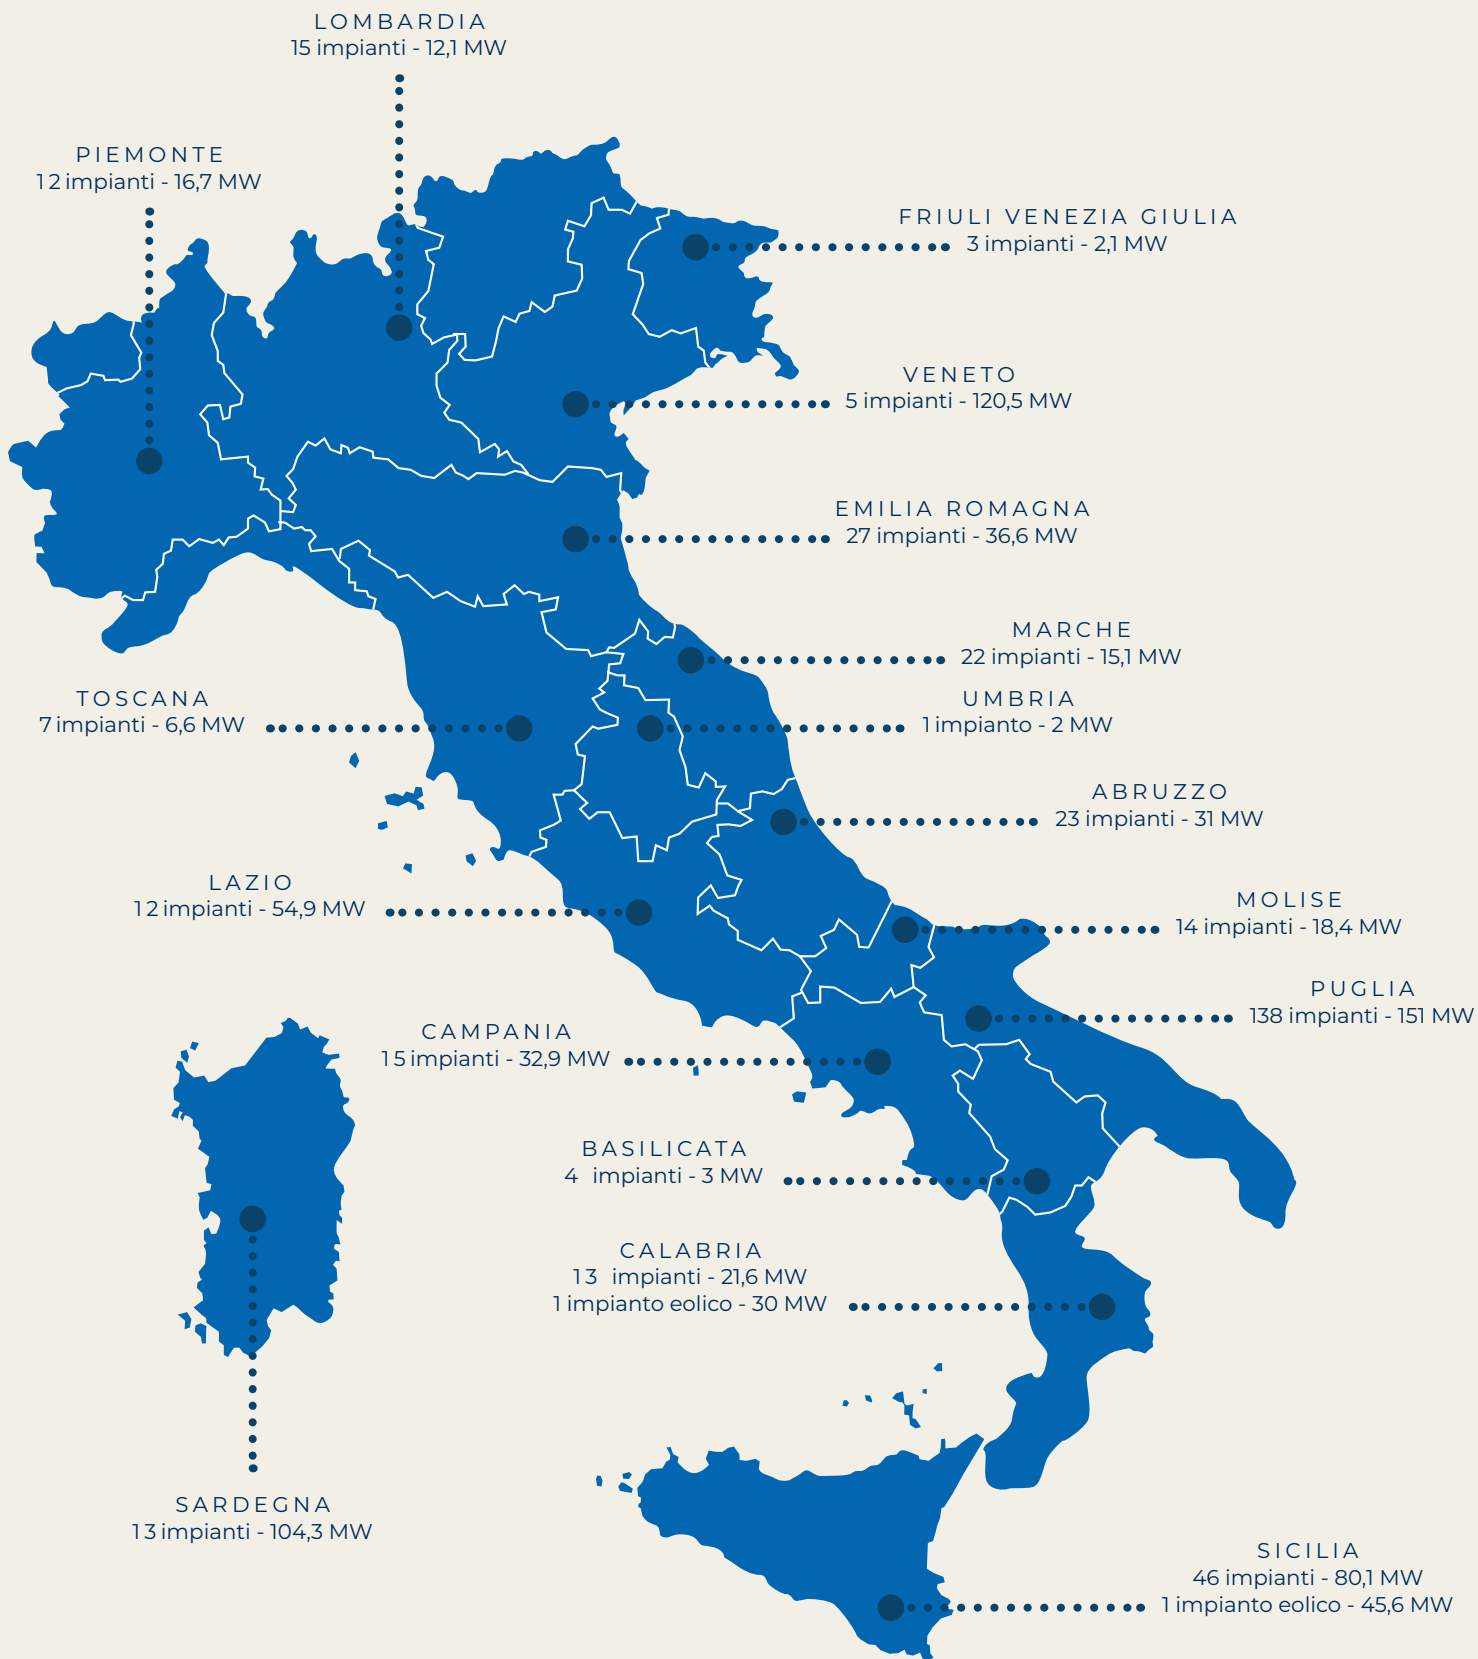 LOMBARDIA
15 impianti - 12,1 MW
PIEMONTE
12 impianti - 16,7 MW
FRIULI VENEZIA GIULIA
3 impianti - 2,1 MW
VENETO
5 impianti - 120,5 MW
EMILIA ROMAGNA
27 impianti - 36,6 MW
MARCHE
22 impianti - 15,1 MW
TOSCANA
7 impianti - 6,6 MW
UMBRIA
1 impianto - 2 MW
ABRUZZO
23 impianti - 31 MW
LAZIO
12 impianti - 54,9 MW
MOLISE
14 impianti - 18,4 MW
PUGLIA
138 impianti - 151 MW
CAMPANIA
15 impianti - 32,9 MW
BASILICATA
4 impianti - 3 MW
CALABRIA
13 impianti - 21,6 MW
1 impianto eolico - 30 MW
SARDEGNA
13 impianti - 104,3 MW
SICILIA
46 impianti - 80,1 MW
1 impianto eolico - 45,6 MW